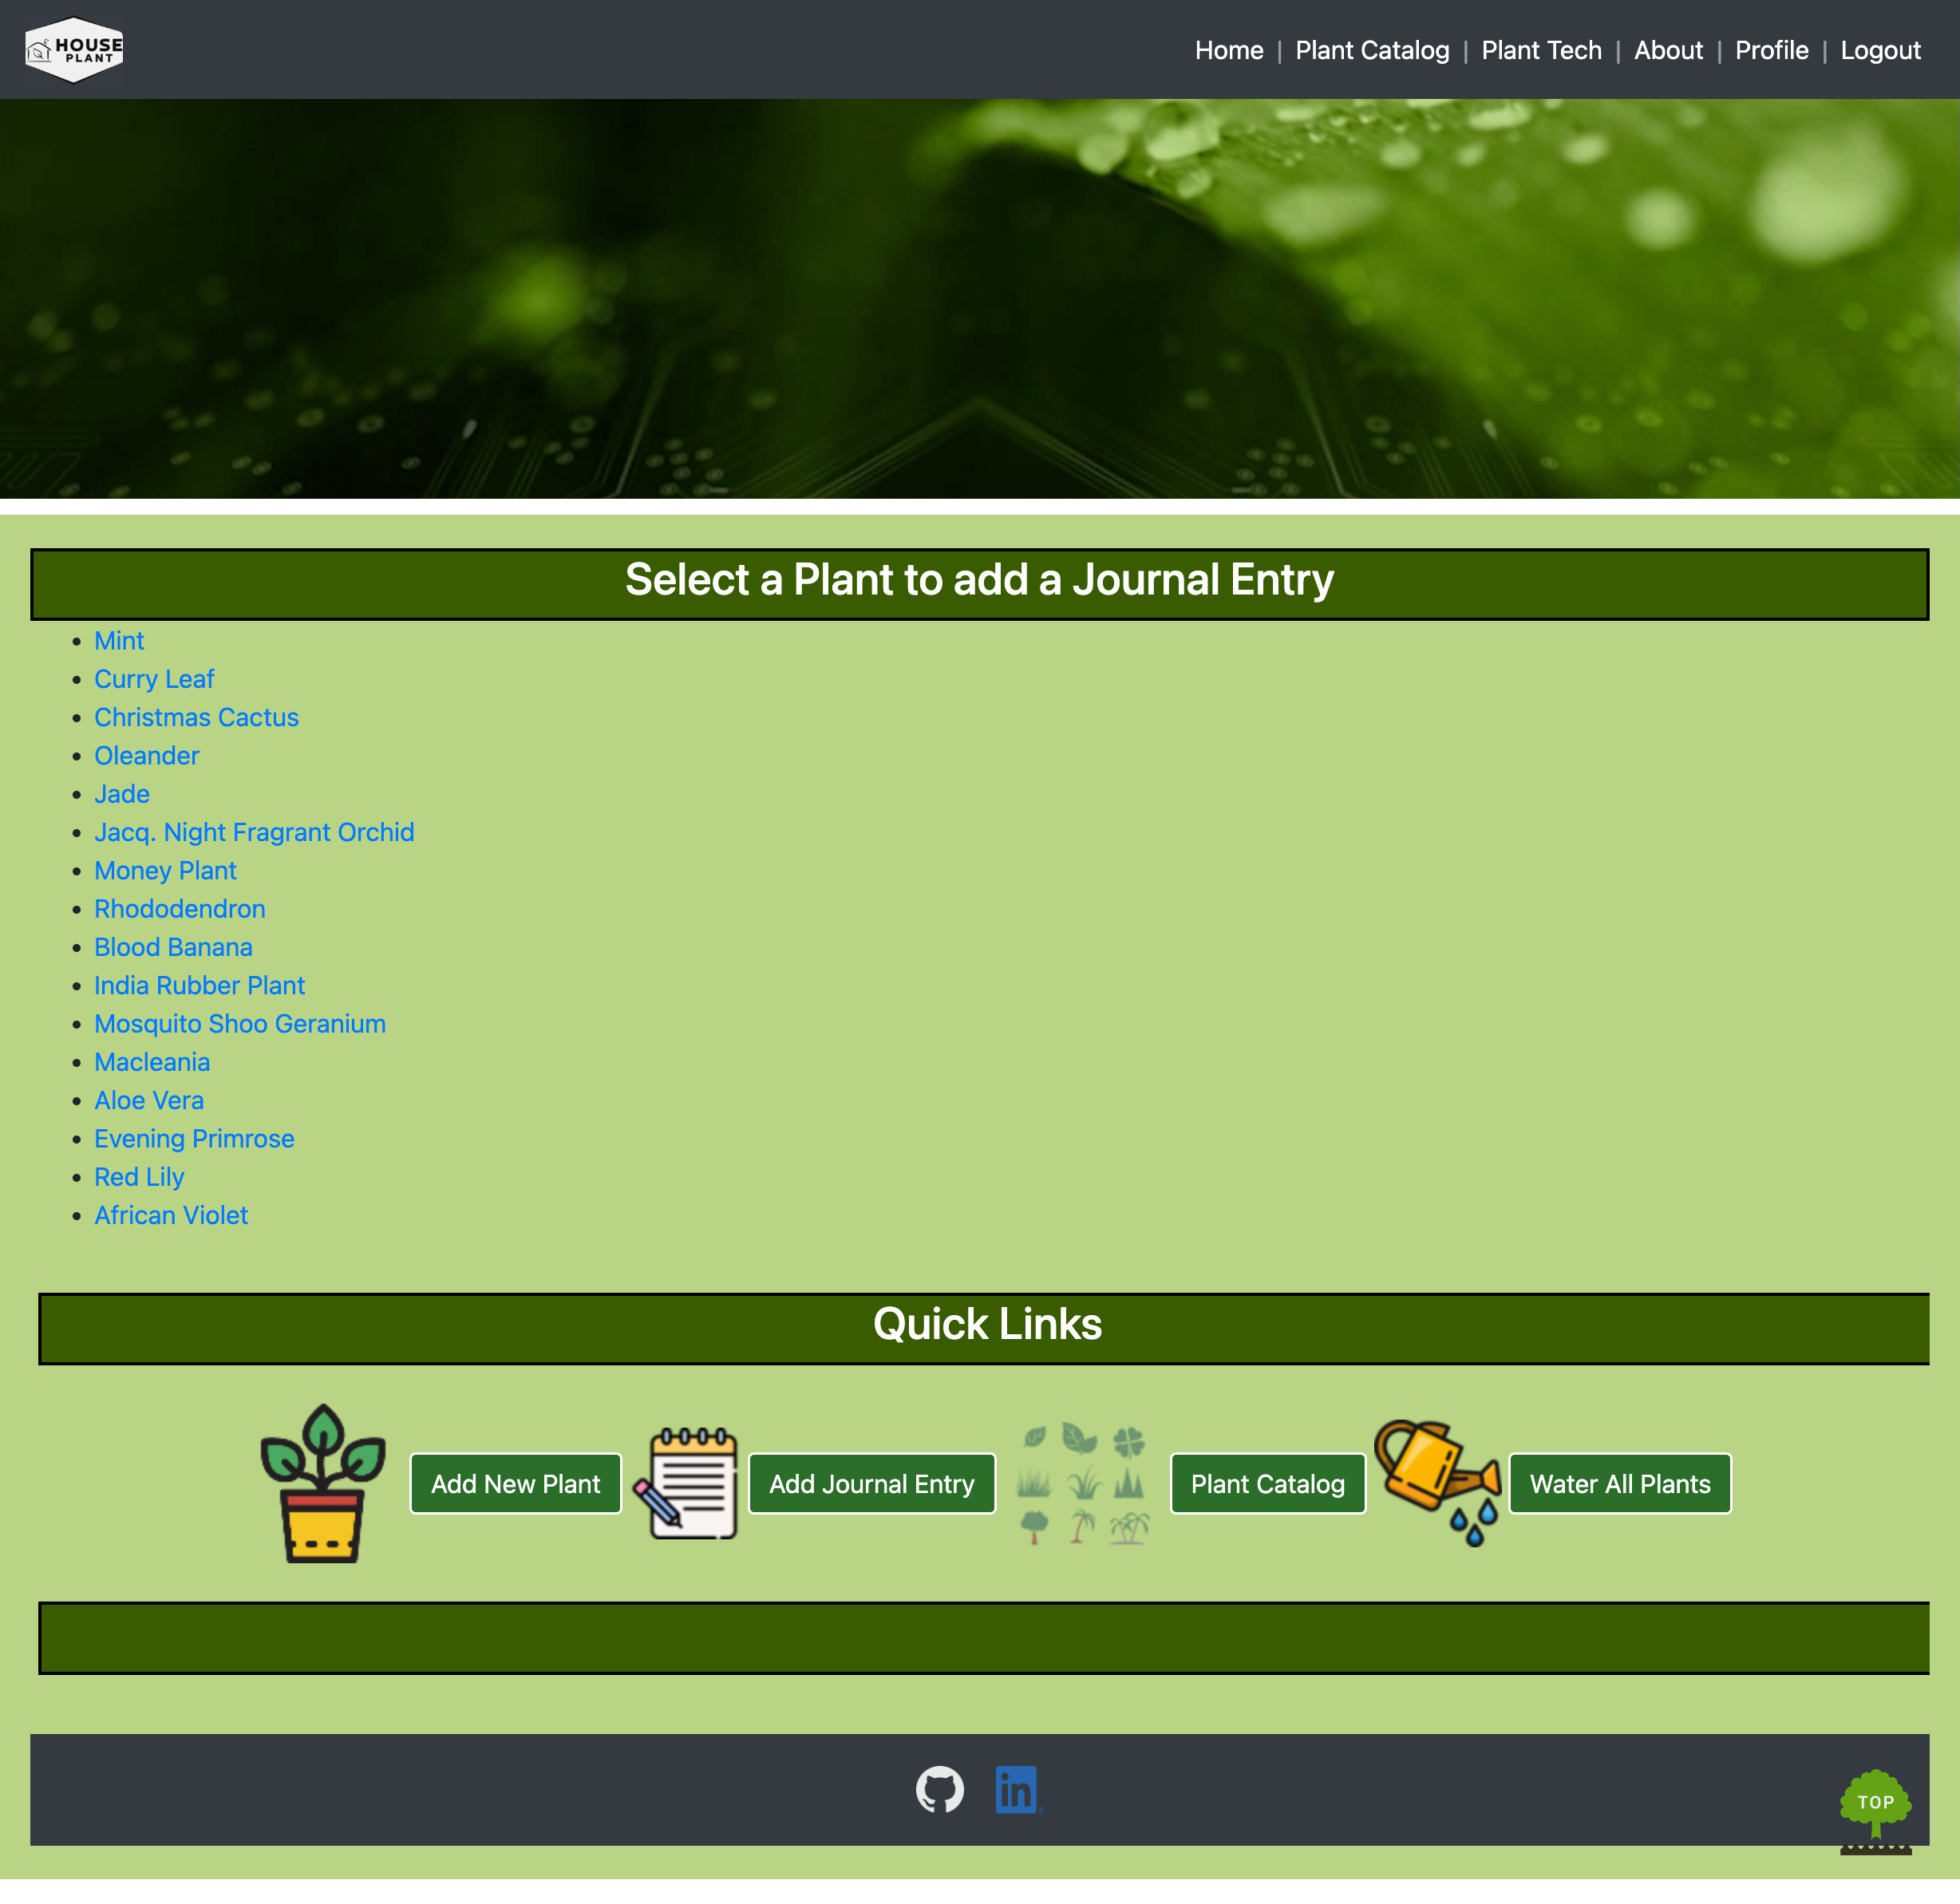 HOUSE
PLANT
Home | Plant Catalog | Plant Tech | About | Profile | Logout
Select a Plant to add a Journal Entry
Mint
Curry Leaf
Christmas Cactus
Oleander
Jade
Jacq. Night Fragrant Orchid
Money Plant
Rhododendron
Blood Banana
India Rubber Plant
Mosquito Shoo Geranium
Macleania
Aloe Vera
Evening Primrose
Red Lily
African Violet
Quick Links
Add New Plant
Add Journal Entry
Plant Catalog
Water All Plants
in
TOP